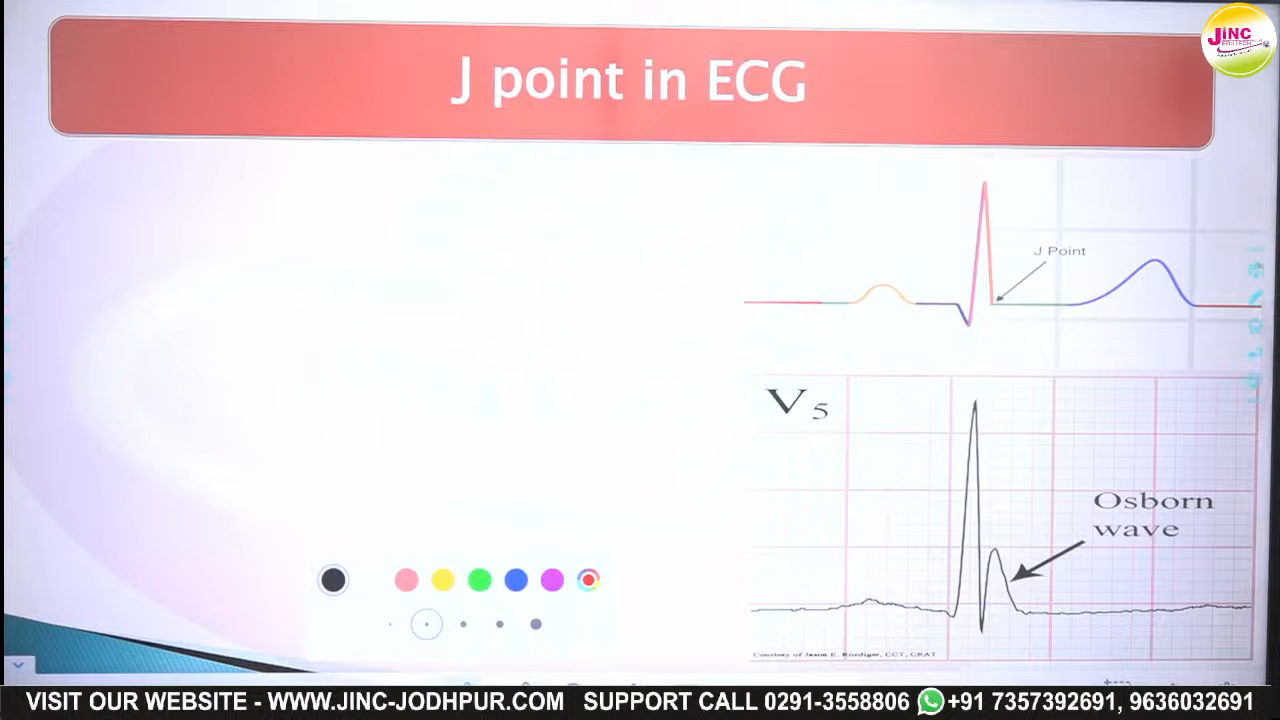 J point in ECG
JINC
EDUTECH
J Point
V5
Osborn
wave
Courtesy of Jason E. Roediger, CCT, CRAT
VISIT OUR WEBSITE - WWW.JINC-JODHPUR.COM SUPPORT CALL 0291-3558806 +91 7357392691, 9636032691